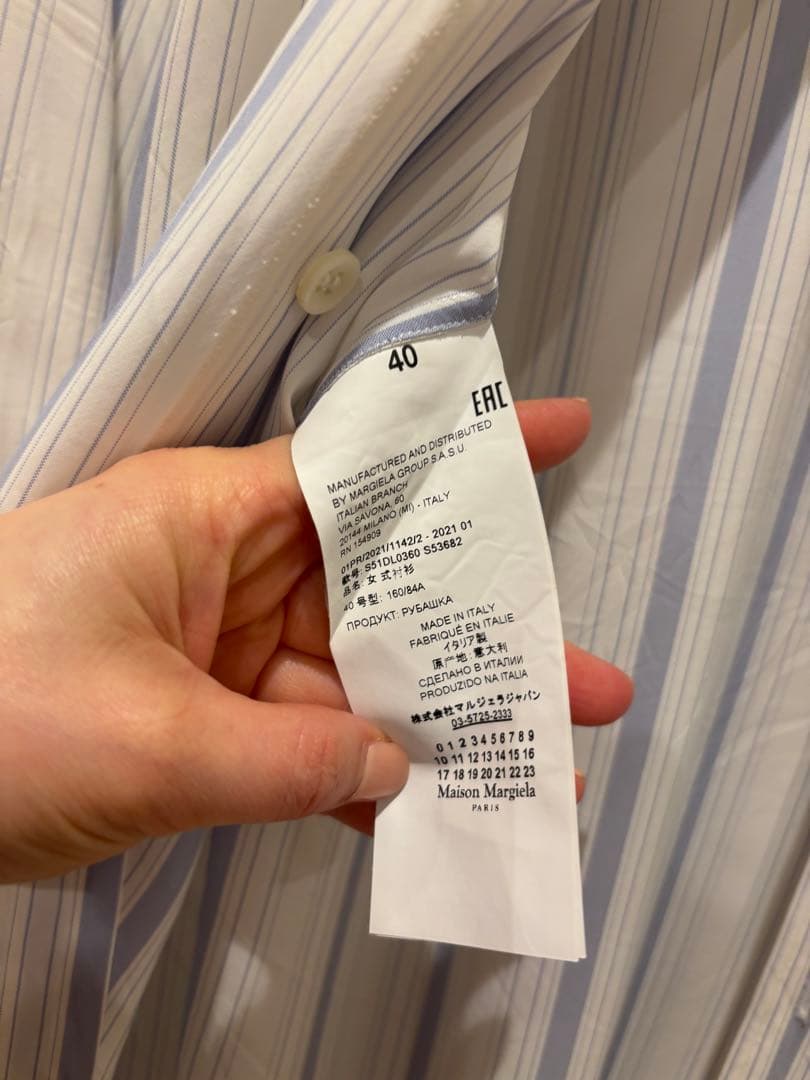 40
EAC
MANUFACTURED AND DISTRIBUTED
BY MARGIELA GROUP S.A.S.U.
ITALIAN BRANCH
VIA SAVONA, 60
20144 MILANO (MI) - ITALY
RN 154909
01PR/2021/1142/2 - 2021 01
款号: S51DL0360 S53682
品名: 女式衬衫
40 号型: 160/84A
ПРОДУКТ: РУБАШКА
MADE IN ITALY
FABRIQUÉ EN ITALIE
イタリア製
原产地: 意大利
СДЕЛАНО В ИТАЛИИ
PRODUZIDO NA ITALIA
株式会社マルジェラジャパン
03-5725-2333
0 1 2 3 4 5 6 7 8 9
10 11 12 13 14 15 16
17 18 19 20 21 22 23
Maison Margiela
PARIS